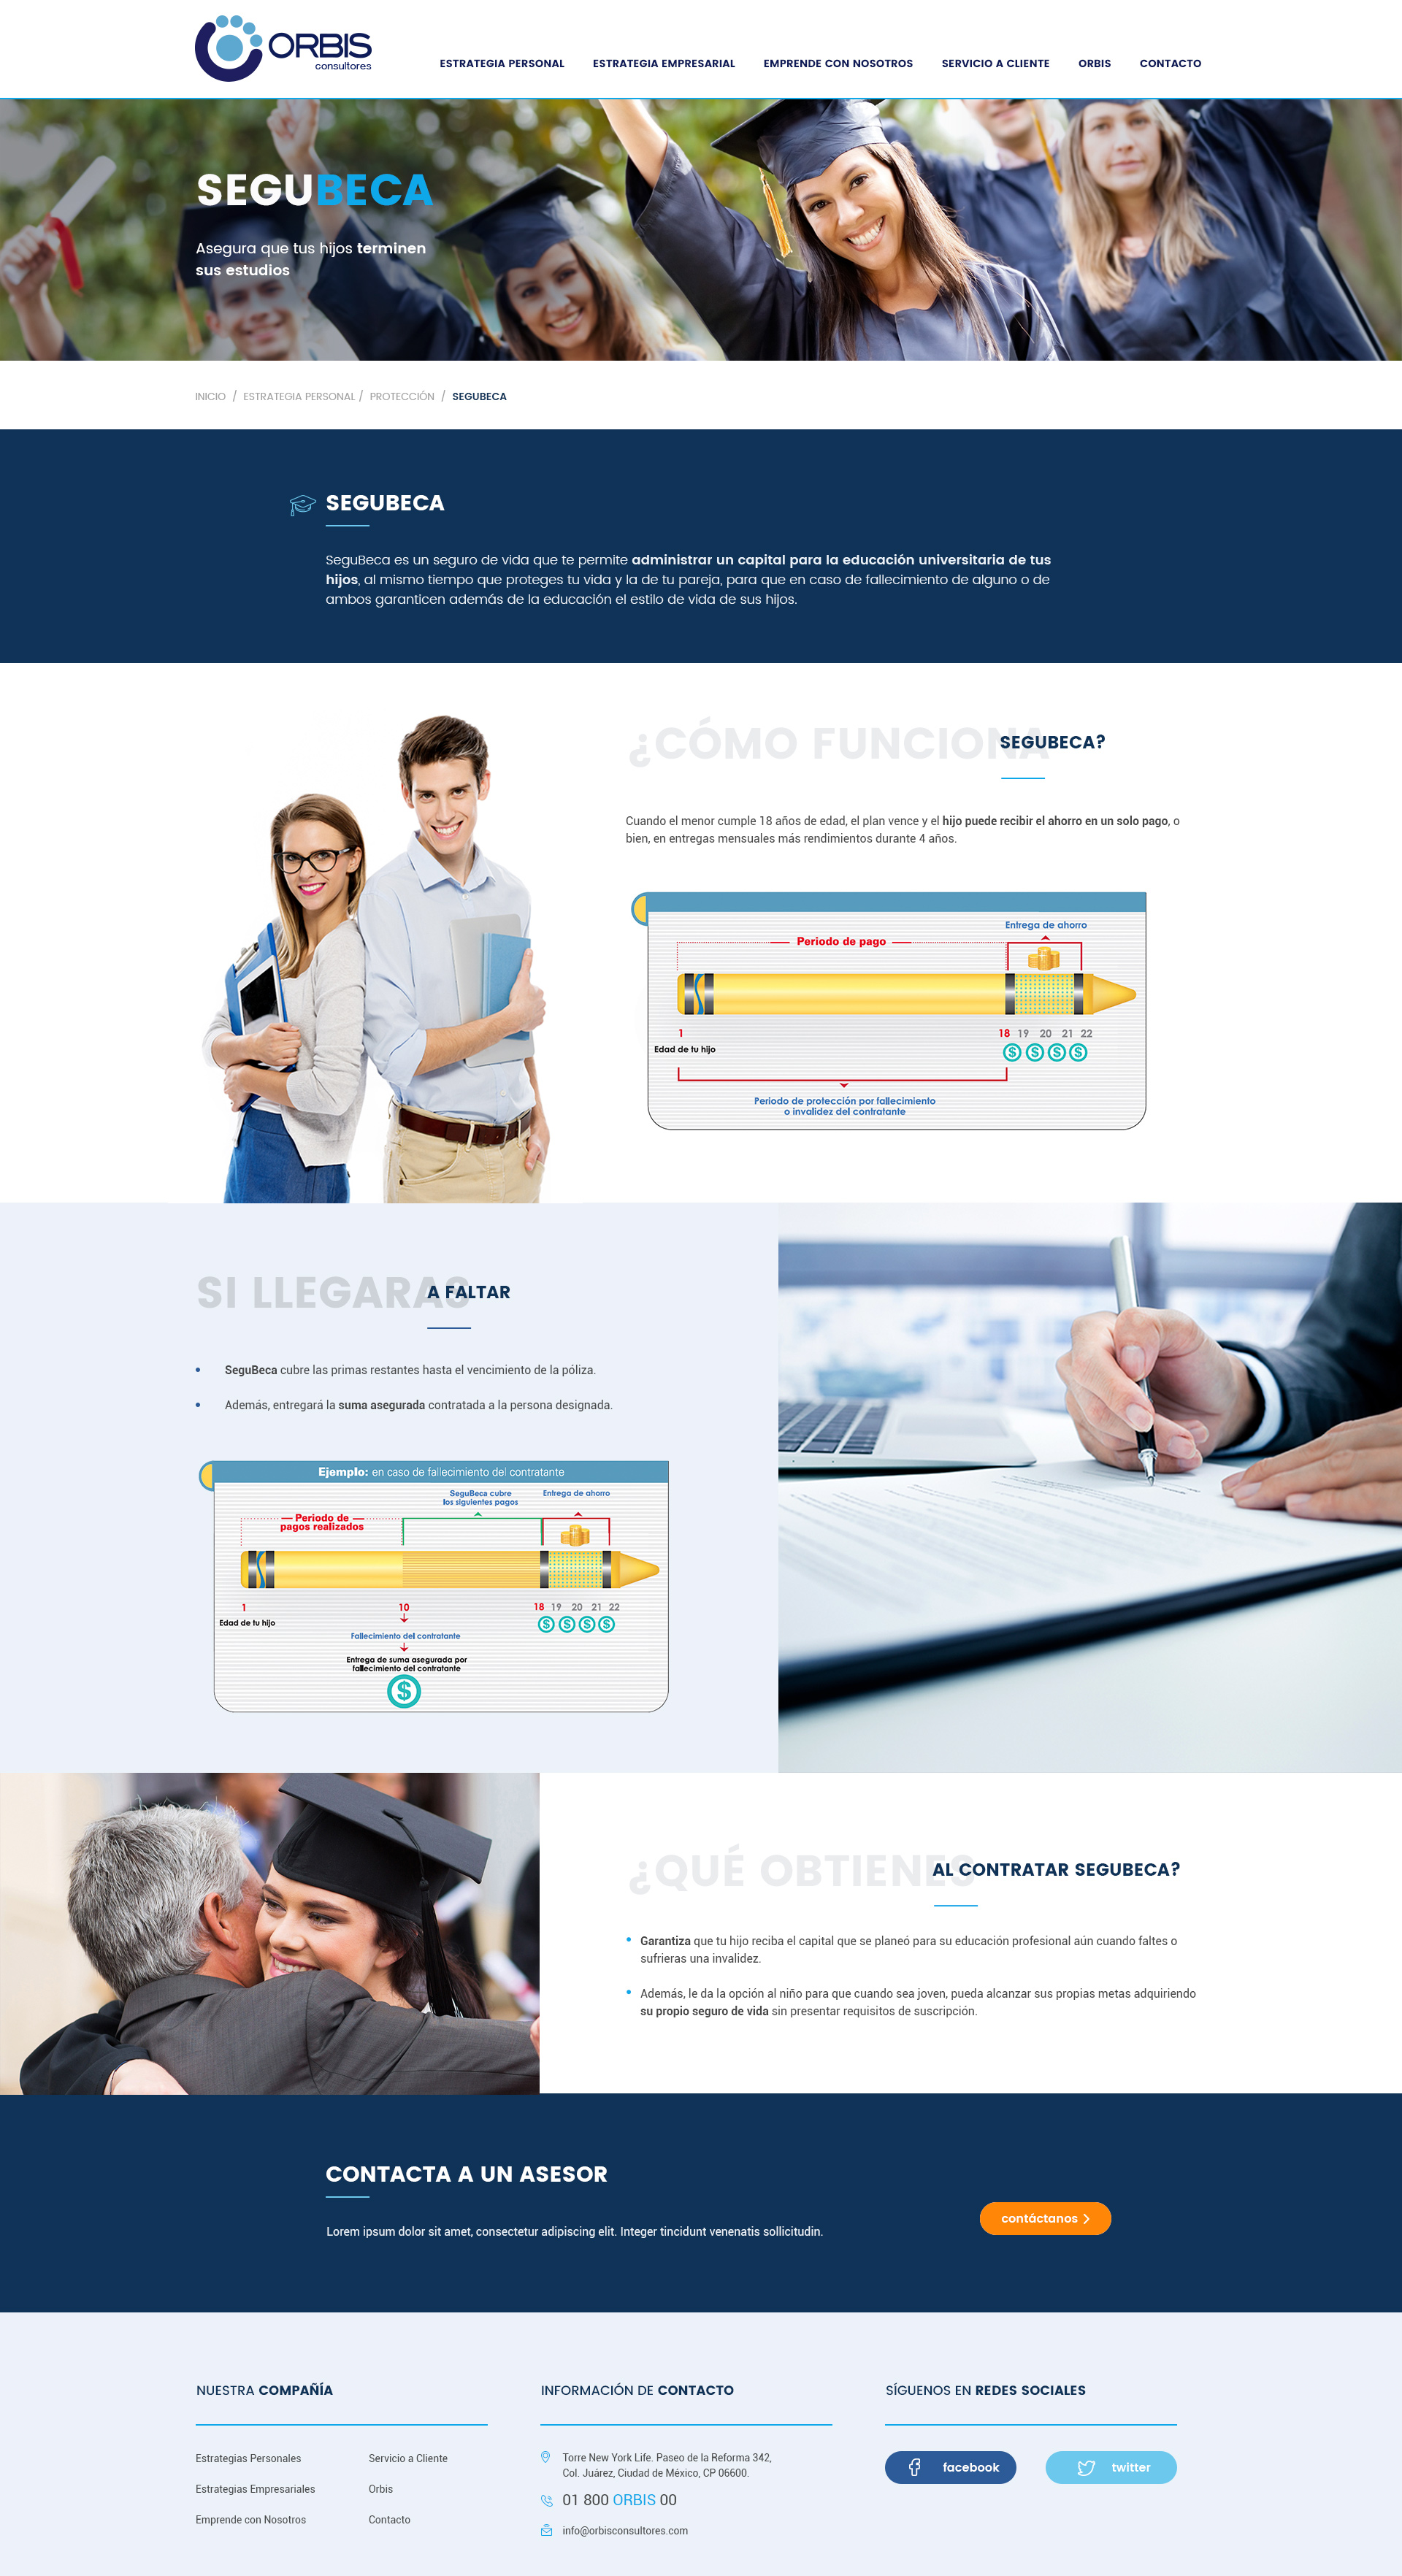 ORBIS
consultores
ESTRATEGIA PERSONAL
ESTRATEGIA EMPRESARIAL
EMPRENDE CON NOSOTROS
SERVICIO A CLIENTE
ORBIS
CONTACTO
SEGUBECA
Asegura que tus hijos terminen
sus estudios
INICIO / ESTRATEGIA PERSONAL / PROTECCIÓN / SEGUBECA
SEGUBECA
SeguBeca es un seguro de vida que te permite administrar un capital para la educación universitaria de tus
hijos, al mismo tiempo que proteges tu vida y la de tu pareja, para que en caso de fallecimiento de alguno o de
ambos garanticen además de la educación el estilo de vida de sus hijos.
¿CÓMO FUNCIONA
SEGUBECA?
Cuando el menor cumple 18 años de edad, el plan vence y el hijo puede recibir el ahorro en un solo pago, o
bien, en entregas mensuales más rendimientos durante 4 años.
Entrega de ahorro
Periodo de pago
1
18 19 20 21 22
Edad de tu hijo
$ $ $ $
Periodo de protección por fallecimiento
o invalidez del contratante
SI LLEGARAS
A FALTAR
• SeguBeca cubre las primas restantes hasta el vencimiento de la póliza.
• Además, entregará la suma asegurada contratada a la persona designada.
Ejemplo: en caso de fallecimiento del contratante
SeguBeca cubre
los siguientes pagos
Entrega de ahorro
Periodo de
pagos realizados
1
10
18 19 20 21 22
Edad de tu hijo
$ $ $ $
Fallecimiento del contratante
Entrega de suma asegurada por
fallecimiento del contratante
$
¿QUÉ OBTIENES
AL CONTRATAR SEGUBECA?
• Garantiza que tu hijo reciba el capital que se planeó para su educación profesional aún cuando faltes o
sufrieras una invalidez.
• Además, le da la opción al niño para que cuando sea joven, pueda alcanzar sus propias metas adquiriendo
su propio seguro de vida sin presentar requisitos de suscripción.
CONTACTA A UN ASESOR
Lorem ipsum dolor sit amet, consectetur adipiscing elit. Integer tincidunt venenatis sollicitudin.
contáctanos
NUESTRA COMPAÑÍA
Estrategias Personales
Servicio a Cliente
Estrategias Empresariales
Orbis
Emprende con Nosotros
Contacto
INFORMACIÓN DE CONTACTO
Torre New York Life. Paseo de la Reforma 342,
Col. Juárez, Ciudad de México, CP 06600.
01 800 ORBIS 00
info@orbisconsultores.com
SÍGUENOS EN REDES SOCIALES
facebook
twitter